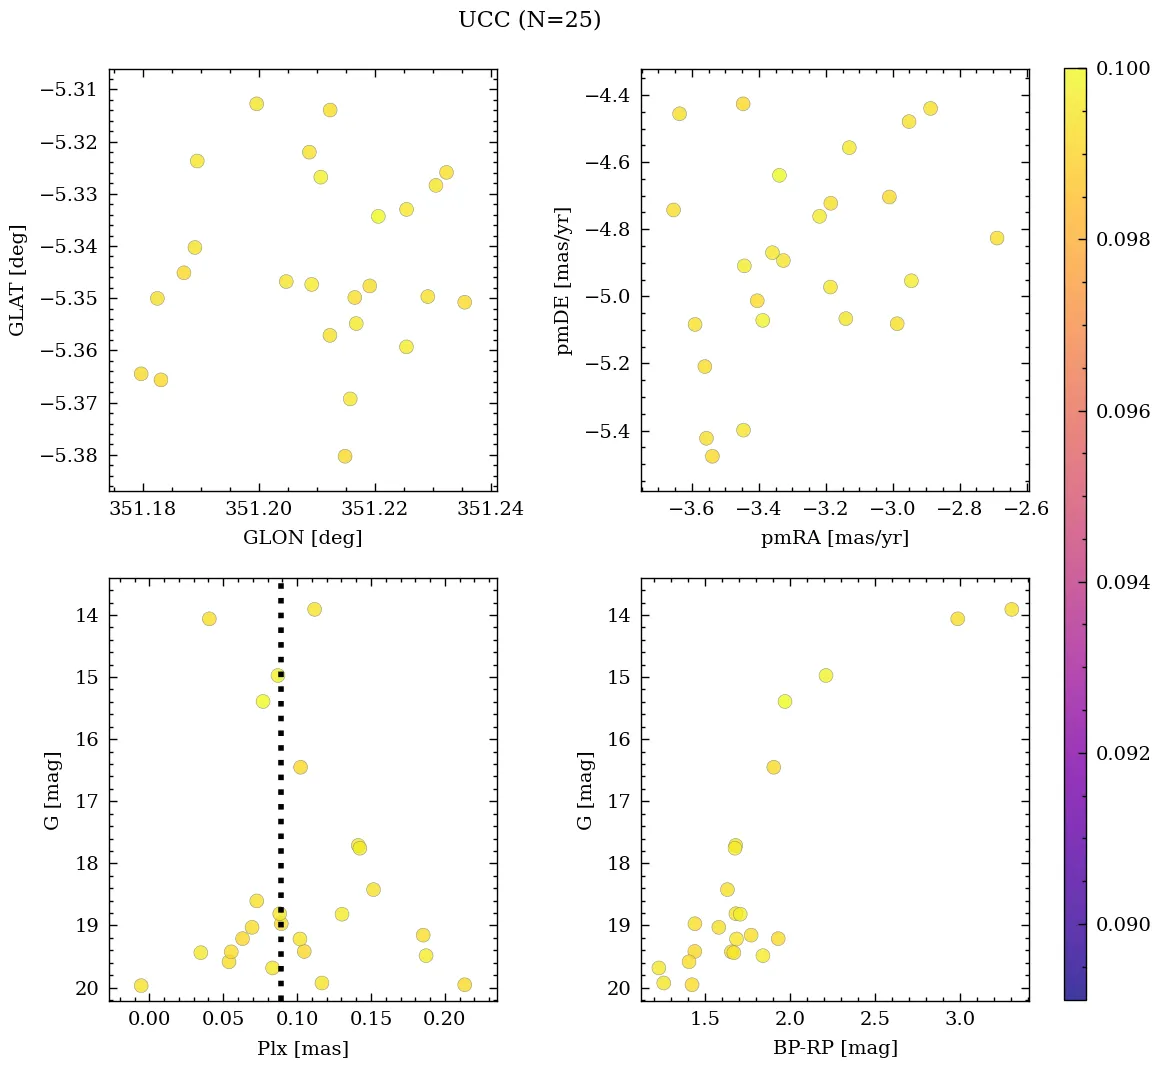 UCC (N=25)
−5.31
−5.32
−5.33
−5.34
−5.35
−5.36
−5.37
−5.38
GLAT [deg]
351.18 351.20 351.22 351.24
GLON [deg]
−4.4
−4.6
−4.8
−5.0
−5.2
−5.4
pmDE [mas/yr]
−3.6 −3.4 −3.2 −3.0 −2.8 −2.6
pmRA [mas/yr]
14
15
16
17
18
19
20
G [mag]
0.00 0.05 0.10 0.15 0.20
Plx [mas]
14
15
16
17
18
19
20
G [mag]
1.5 2.0 2.5 3.0
BP-RP [mag]
0.100
0.098
0.096
0.094
0.092
0.090